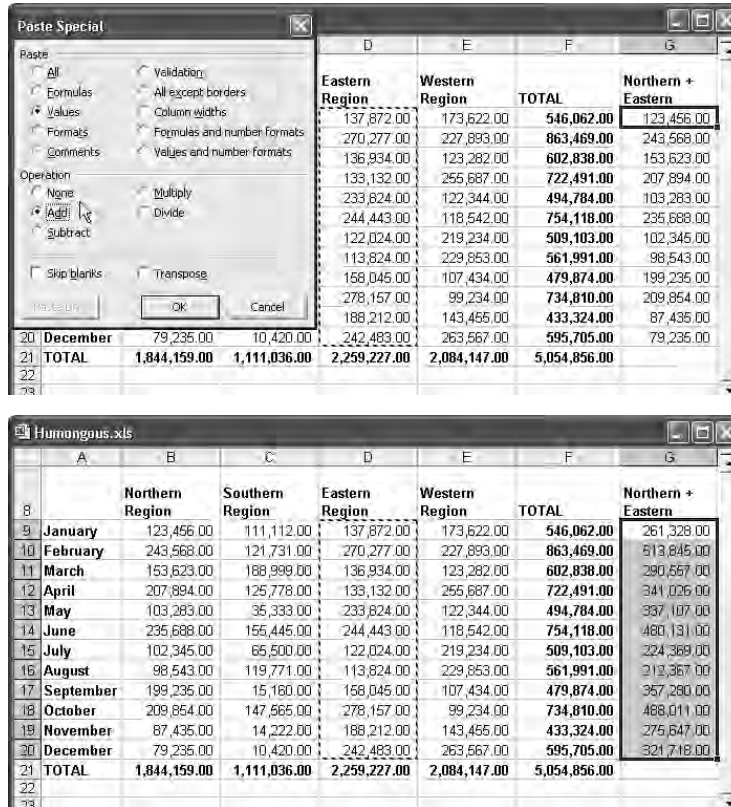 Paste Special
Paste
All
Formulas
Values
Formats
Comments
Validation
All except borders
Column widths
Formulas and number formats
Values and number formats
Operation
None
Add
Subtract
Multiply
Divide
Skip blanks
Transpose
OK
Cancel
D E F G
Eastern Region Western Region TOTAL Northern + Eastern
137,872.00 173,622.00 546,062.00 123,456.00
270,277.00 227,893.00 863,469.00 243,568.00
136,934.00 123,282.00 602,838.00 153,623.00
133,132.00 255,687.00 722,491.00 207,894.00
233,824.00 122,344.00 494,784.00 103,283.00
244,443.00 118,542.00 754,118.00 235,688.00
122,024.00 219,234.00 509,103.00 102,345.00
113,824.00 229,853.00 561,991.00 98,543.00
158,045.00 107,434.00 479,874.00 199,235.00
278,157.00 99,234.00 734,810.00 209,854.00
188,212.00 143,455.00 433,324.00 87,435.00
20 December 79,235.00 10,420.00 242,483.00 263,567.00 595,705.00 79,235.00
21 TOTAL 1,844,159.00 1,111,036.00 2,259,227.00 2,084,147.00 5,054,856.00
22
23
Humongous.xls
A B C D E F G
8 Northern Region Southern Region Eastern Region Western Region TOTAL Northern + Eastern
9 January 123,456.00 111,112.00 137,872.00 173,622.00 546,062.00 261,328.00
10 February 243,568.00 121,731.00 270,277.00 227,893.00 863,469.00 513,845.00
11 March 153,623.00 188,999.00 136,934.00 123,282.00 602,838.00 290,557.00
12 April 207,894.00 125,778.00 133,132.00 255,687.00 722,491.00 341,026.00
13 May 103,283.00 35,333.00 233,824.00 122,344.00 494,784.00 337,107.00
14 June 235,688.00 155,445.00 244,443.00 118,542.00 754,118.00 480,131.00
15 July 102,345.00 65,500.00 122,024.00 219,234.00 509,103.00 224,369.00
16 August 98,543.00 119,771.00 113,824.00 229,853.00 561,991.00 212,367.00
17 September 199,235.00 15,160.00 158,045.00 107,434.00 479,874.00 357,280.00
18 October 209,854.00 147,565.00 278,157.00 99,234.00 734,810.00 488,011.00
19 November 87,435.00 14,222.00 188,212.00 143,455.00 433,324.00 275,647.00
20 December 79,235.00 10,420.00 242,483.00 263,567.00 595,705.00 321,718.00
21 TOTAL 1,844,159.00 1,111,036.00 2,259,227.00 2,084,147.00 5,054,856.00
22
23